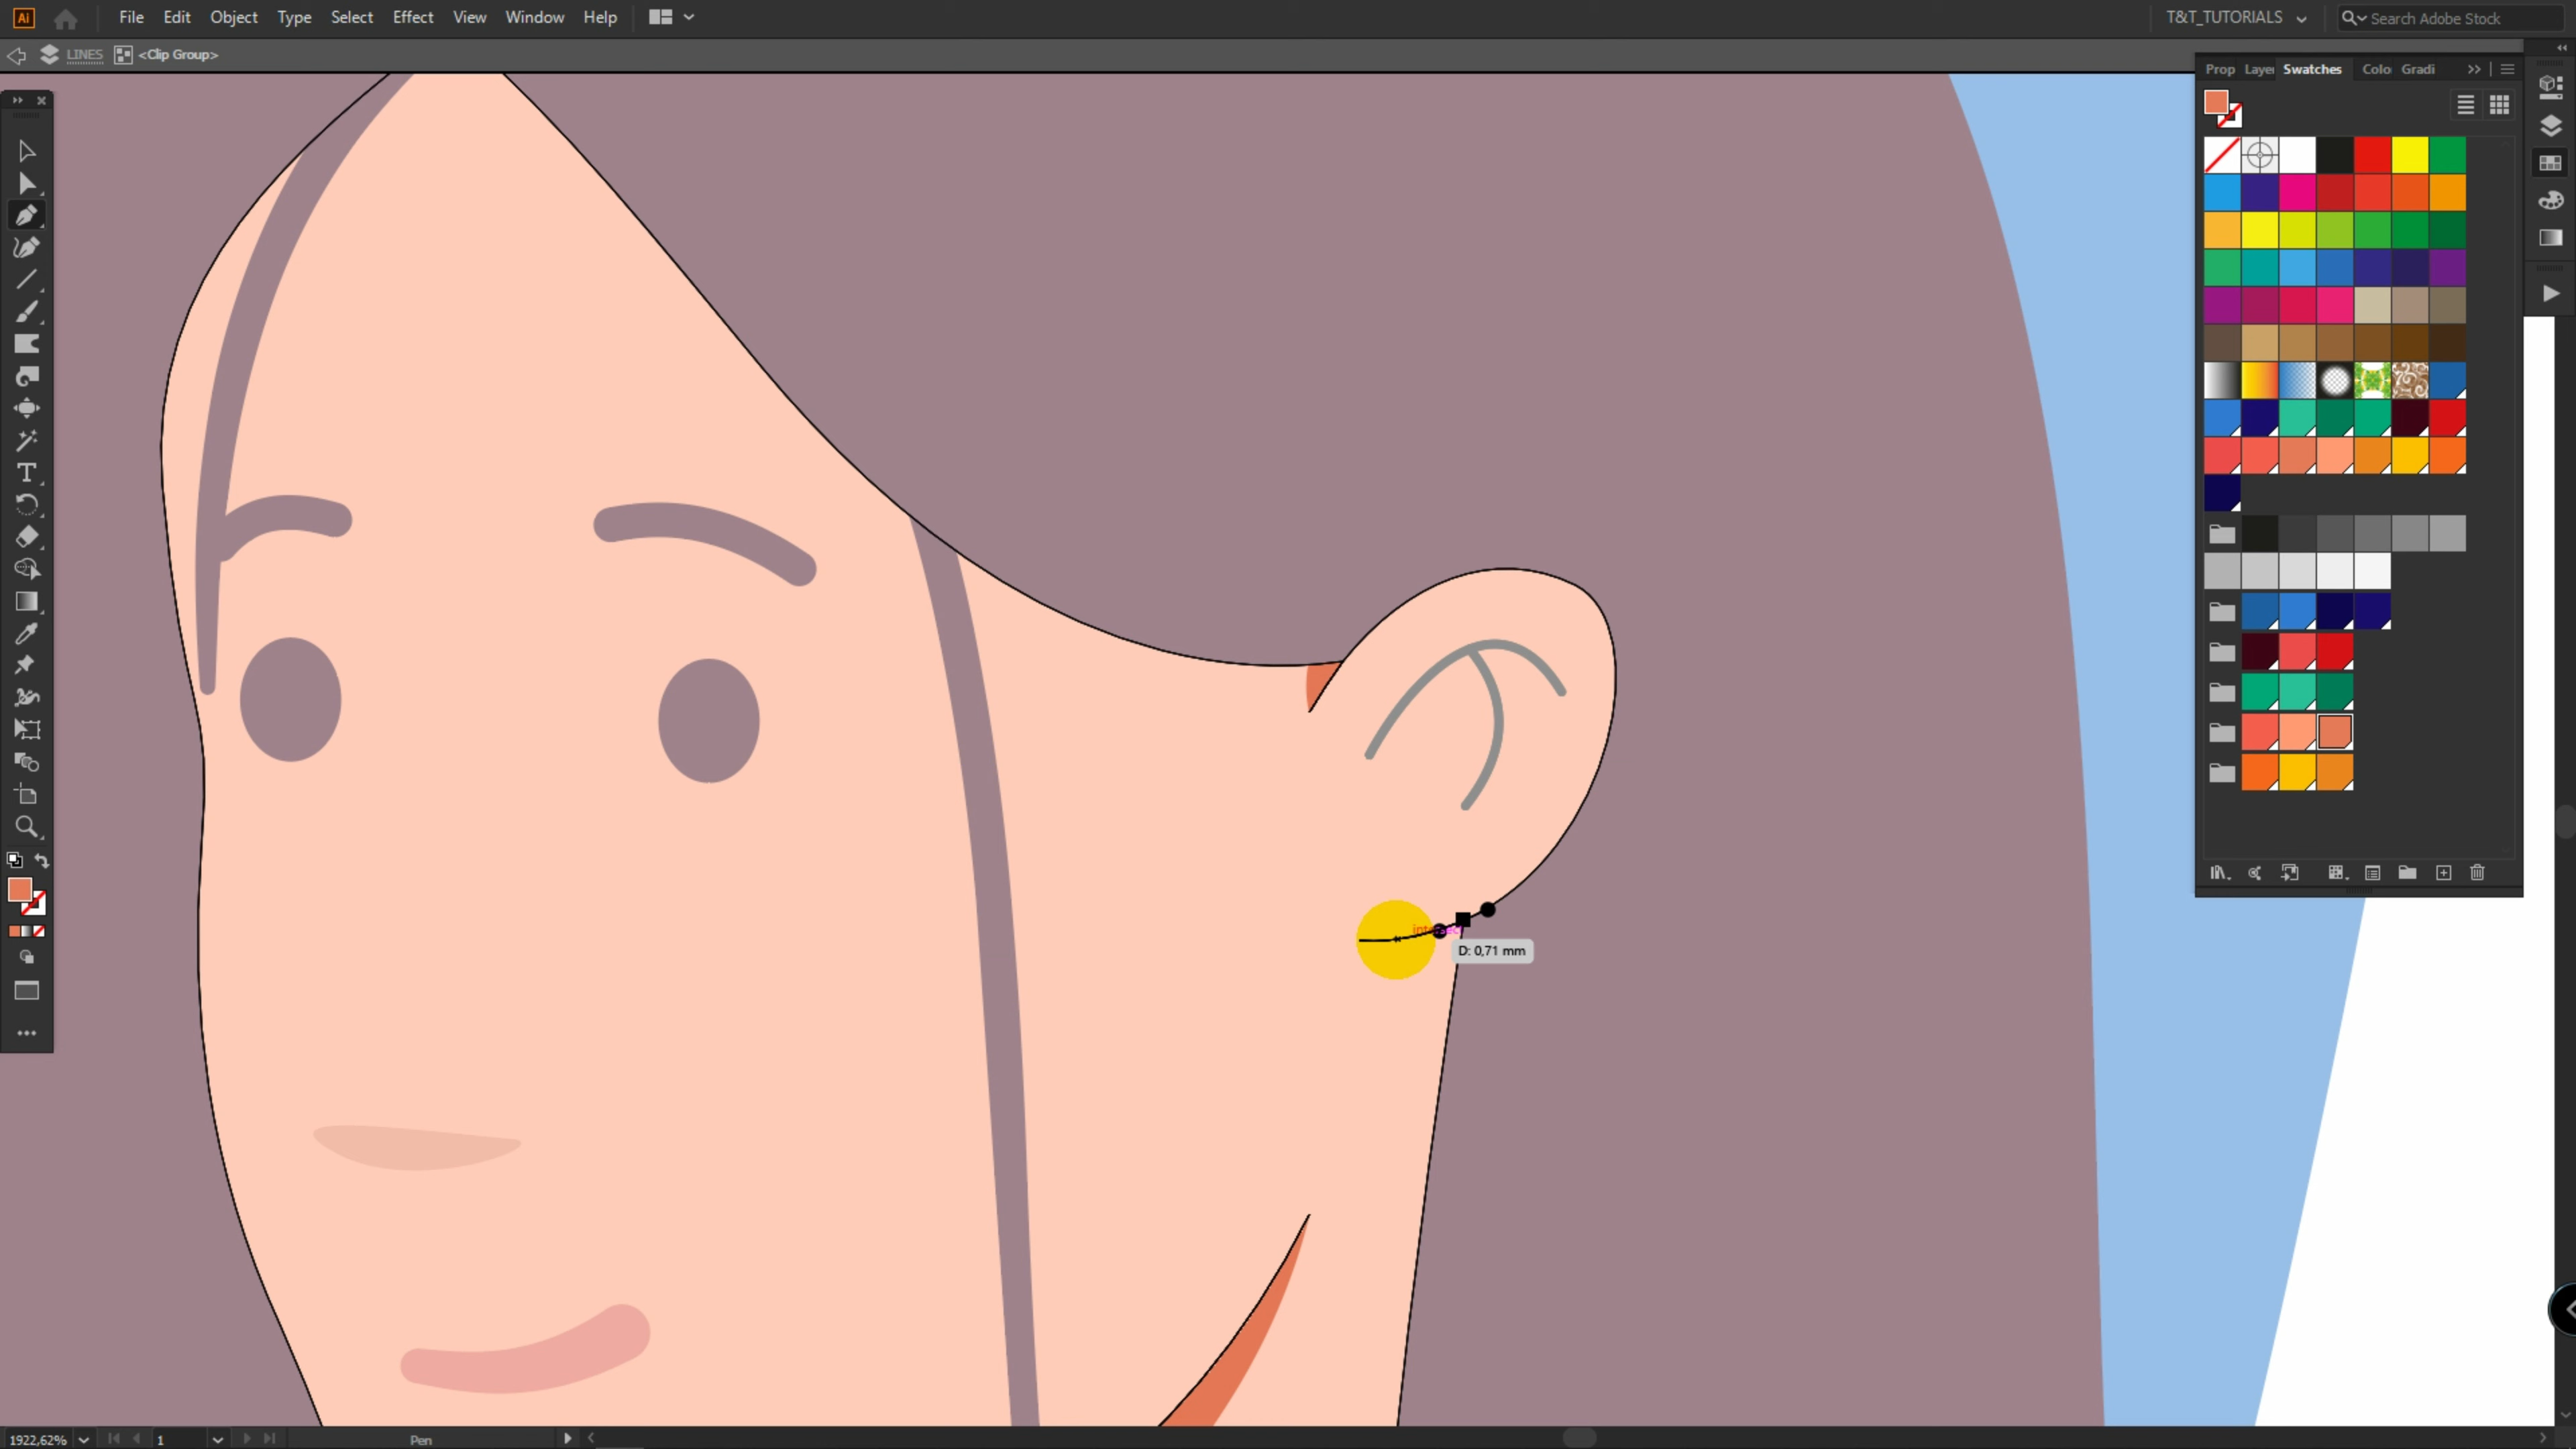 Ai File Edit Object Type Select Effect View Window Help T&T_TUTORIALS Search Adobe Stock
LINES <Clip Group>
Prop Layer Swatches Colo Gradi
D: 0,71 mm
1922,62% 1 Pen